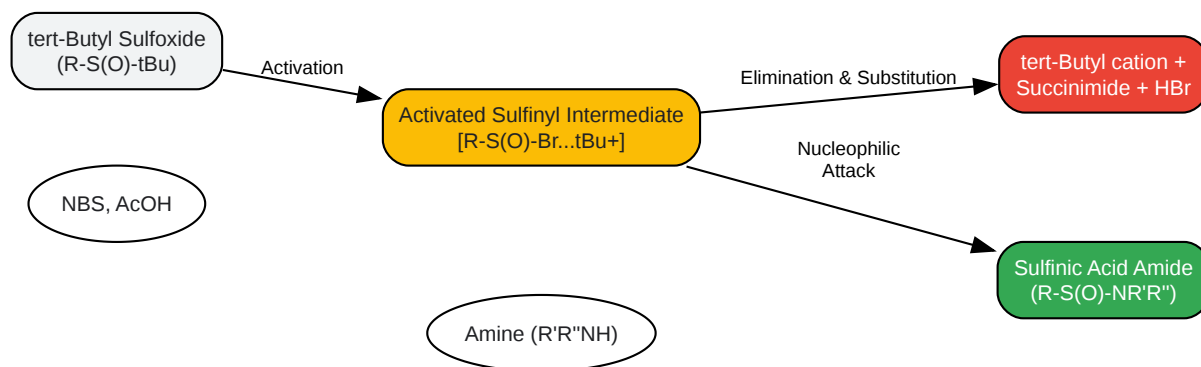 tert-Butyl Sulfoxide
(R-S(O)-tBu)
Activation
Activated Sulfinyl Intermediate
[R-S(O)-Br...tBu+]
Elimination & Substitution
tert-Butyl cation +
Succinimide + HBr
Nucleophilic
Attack
NBS, AcOH
Sulfinic Acid Amide
(R-S(O)-NR'R")
Amine (R'R"NH)